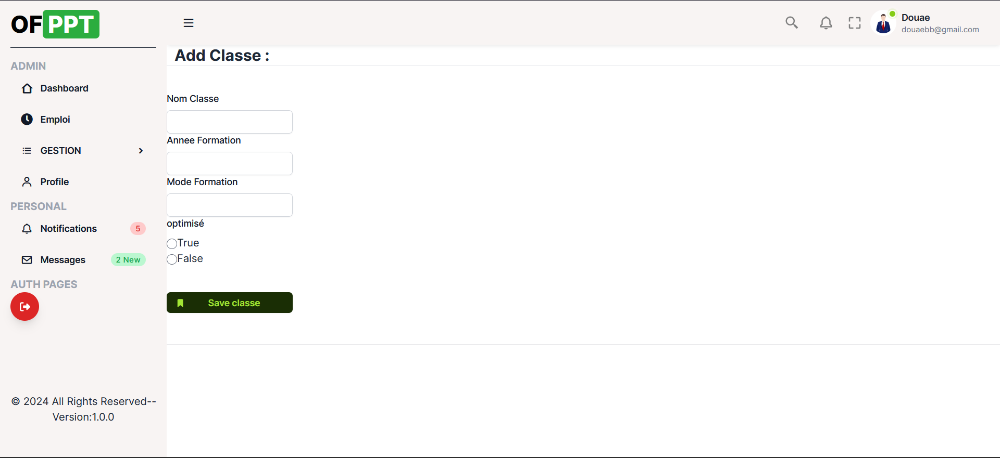 OFPPT
Douae
douaebb@gmail.com
ADMIN
Dashboard
Emploi
GESTION
Profile
PERSONAL
Notifications 5
Messages 2 New
AUTH PAGES
© 2024 All Rights Reserved--
Version:1.0.0
Add Classe :
Nom Classe
Annee Formation
Mode Formation
optimisé
True
False
Save classe